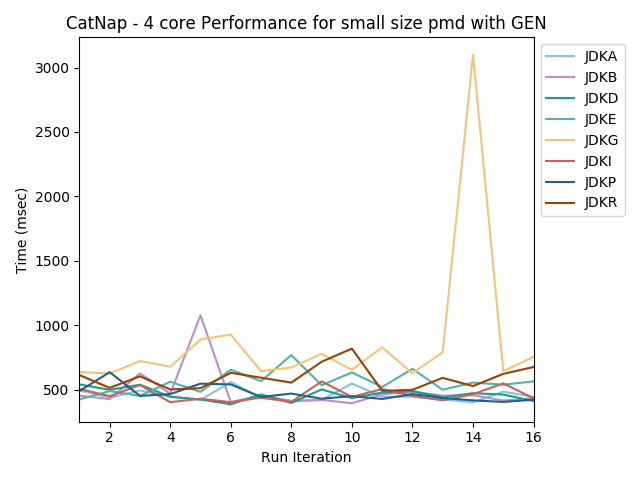 CatNap - 4 core Performance for small size pmd with GEN
Time (msec)
3000
2500
2000
1500
1000
500
2 4 6 8 10 12 14 16
Run Iteration
JDKA
JDKB
JDKD
JDKE
JDKG
JDKI
JDKP
JDKR